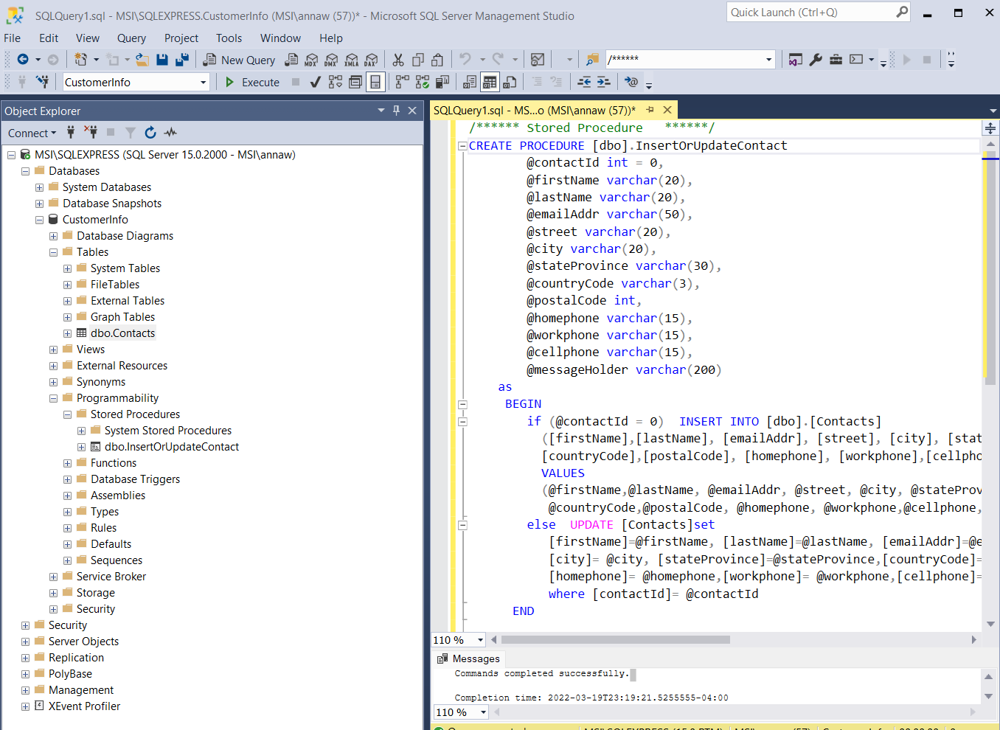 SQLQuery1.sql - MSI\SQLEXPRESS.CustomerInfo (MSI\annaw (57))* - Microsoft SQL Server Management Studio
Quick Launch (Ctrl+Q)
File Edit View Query Project Tools Window Help
New Query MDX DMX XMLA DAX /******
CustomerInfo Execute
Object Explorer
Connect
MSI\SQLEXPRESS (SQL Server 15.0.2000 - MSI\annaw)
Databases
System Databases
Database Snapshots
CustomerInfo
Database Diagrams
Tables
System Tables
FileTables
External Tables
Graph Tables
dbo.Contacts
Views
External Resources
Synonyms
Programmability
Stored Procedures
System Stored Procedures
dbo.InsertOrUpdateContact
Functions
Database Triggers
Assemblies
Types
Rules
Defaults
Sequences
Service Broker
Storage
Security
Security
Server Objects
Replication
PolyBase
Management
XEvent Profiler
SQLQuery1.sql - MS...o (MSI\annaw (57))*
/****** Stored Procedure   ******/
CREATE PROCEDURE [dbo].InsertOrUpdateContact
@contactId int = 0,
@firstName varchar(20),
@lastName varchar(20),
@emailAddr varchar(50),
@street varchar(20),
@city varchar(20),
@stateProvince varchar(30),
@countryCode varchar(3),
@postalCode int,
@homephone varchar(15),
@workphone varchar(15),
@cellphone varchar(15),
@messageHolder varchar(200)
as
BEGIN
if (@contactId = 0)  INSERT INTO [dbo].[Contacts]
([firstName],[lastName], [emailAddr], [street], [city], [stat
[countryCode],[postalCode], [homephone], [workphone],[cellpho
VALUES
(@firstName,@lastName, @emailAddr, @street, @city, @stateProv
@countryCode,@postalCode, @homephone, @workphone,@cellphone,
else  UPDATE [Contacts]set
[firstName]=@firstName, [lastName]=@lastName, [emailAddr]=@e
[city]= @city, [stateProvince]=@stateProvince,[countryCode]=
[homephone]= @homephone,[workphone]= @workphone,[cellphone]=
where [contactId]= @contactId
END
110 %
Messages
Commands completed successfully.
Completion time: 2022-03-19T23:19:21.5255555-04:00
110 %